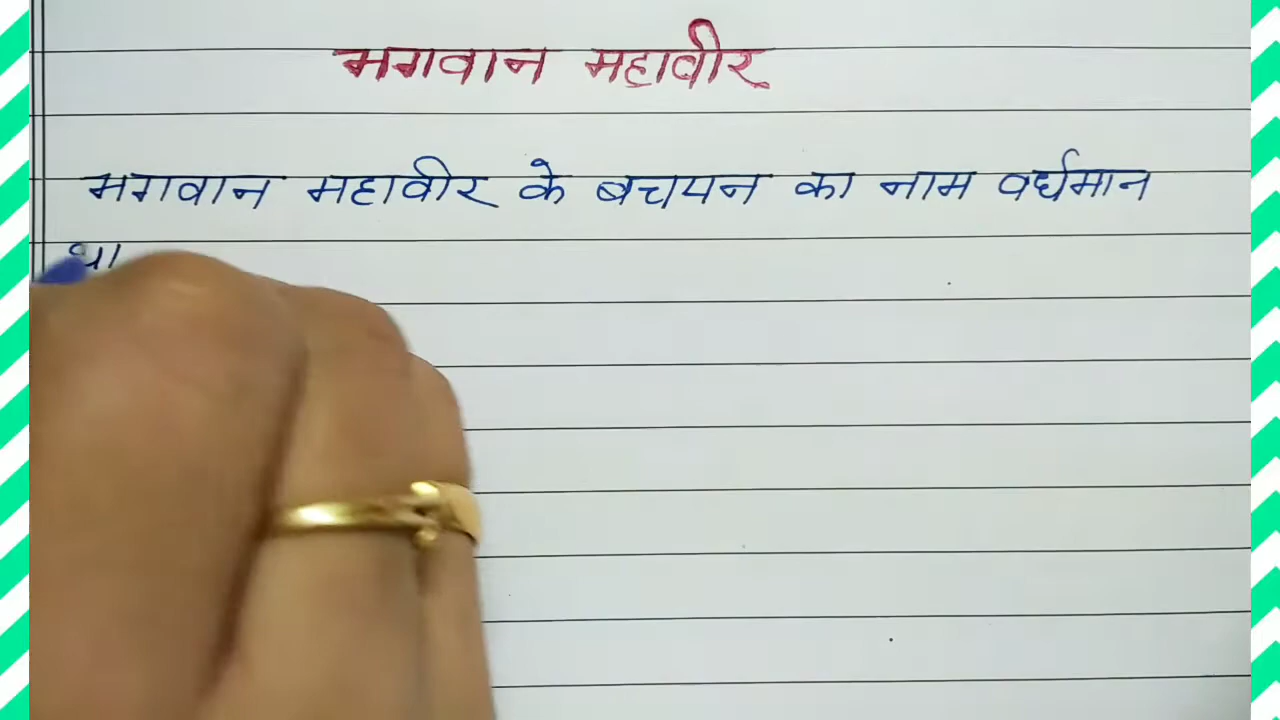 भगवान महावीर
भगवान महावीर के बचपन का नाम वर्धमान
था